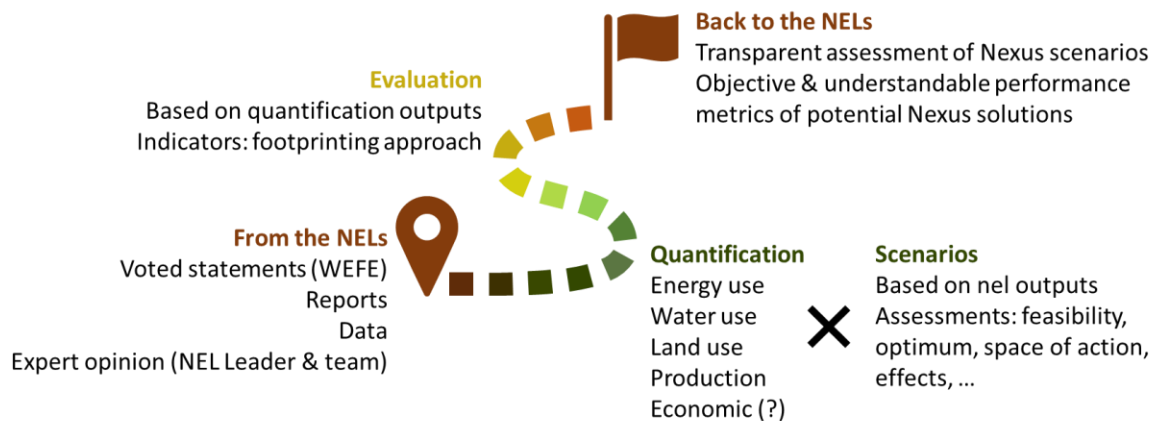 Back to the NELs
Transparent assessment of Nexus scenarios
Objective & understandable performance
metrics of potential Nexus solutions
Evaluation
Based on quantification outputs
Indicators: footprinting approach
From the NELs
Voted statements (WEFE)
Reports
Data
Expert opinion (NEL Leader & team)
Quantification
Energy use
Water use
Land use
Production
Economic (?)
Scenarios
Based on nel outputs
Assessments: feasibility,
optimum, space of action,
effects, ...